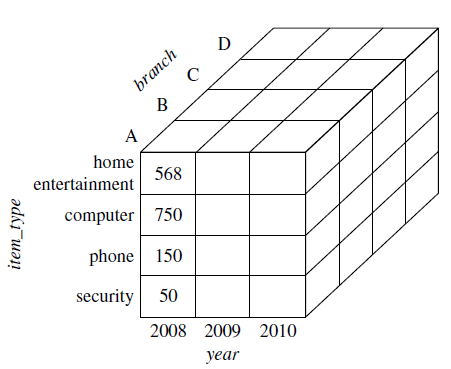 D
branch
C
B
A
home
entertainment
568
computer
750
phone
150
security
50
item_type
2008 2009 2010
year